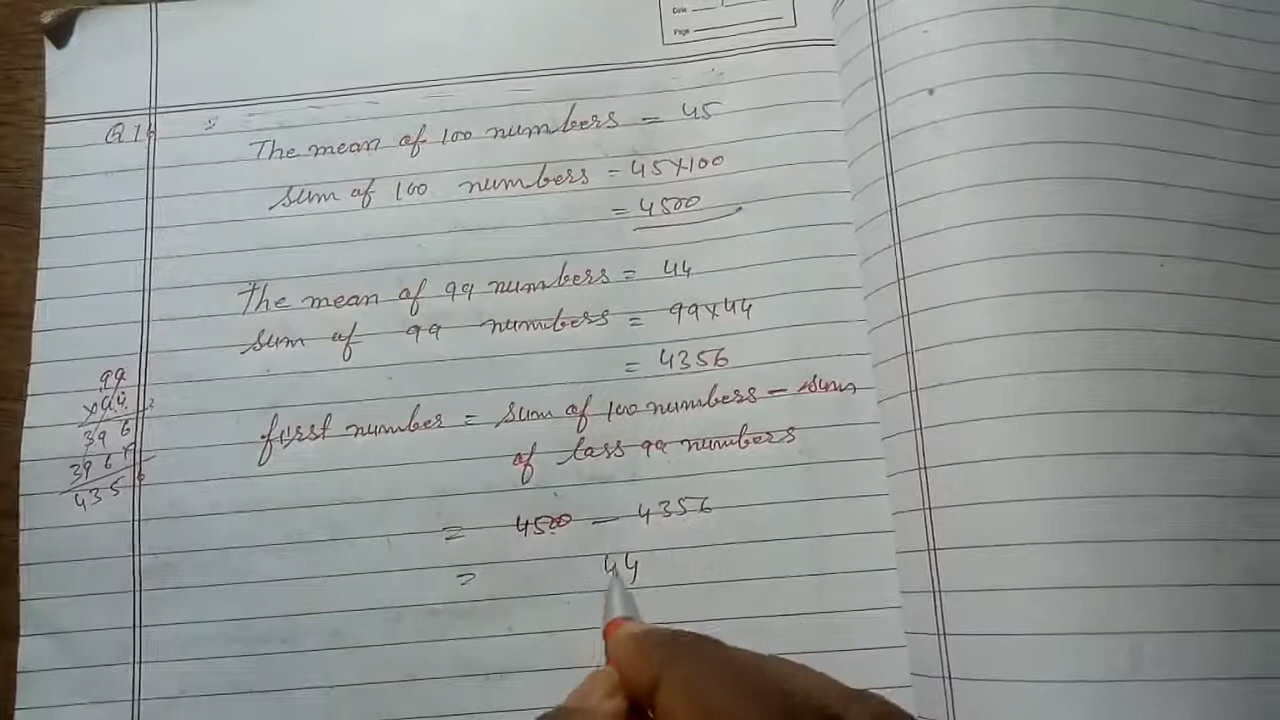 Date
Page
Q1
The mean of 100 numbers = 45
sum of 100 numbers = 45×100
= 4500
The mean of 99 numbers = 44
sum of 99 numbers = 99×44
= 4356
first number = sum of 100 numbers - sum
of lass 99 numbers
= 4500 - 4356
= 44
99
×44
396
396×
4356